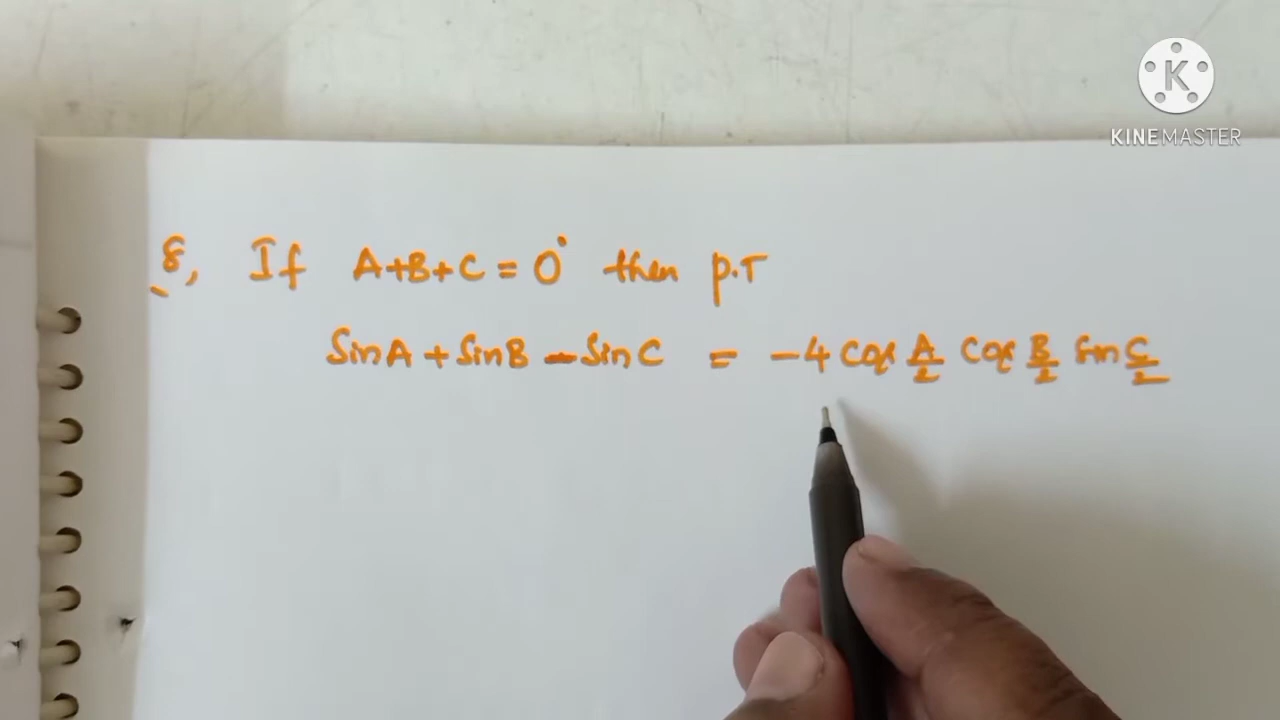 K
KINEMASTER
8, If A+B+C = 0° then p.T
SinA + SinB - SinC = -4 Cos A/2 Cos B/2 Sin C/2